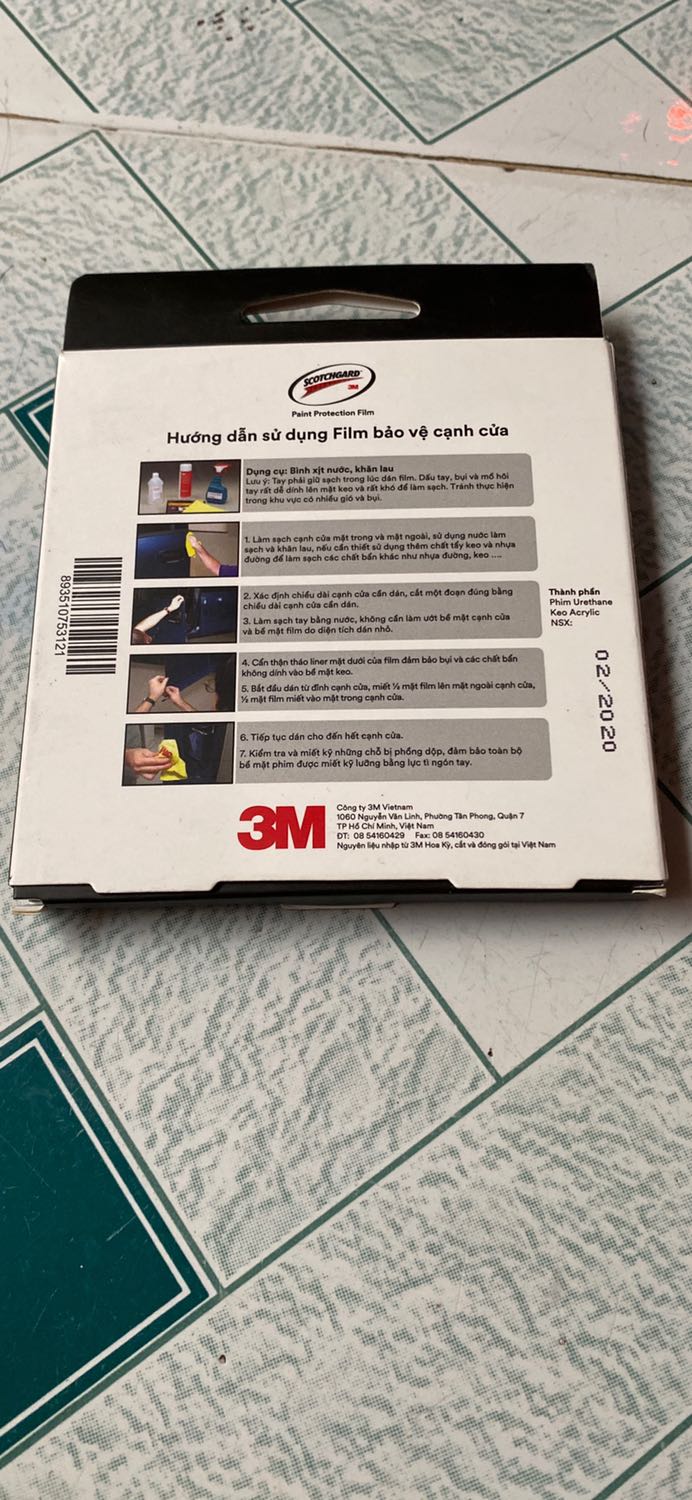 SCOTCHGARD™
3M
Paint Protection Film
Hướng dẫn sử dụng Film bảo vệ cạnh cửa
Dụng cụ: Bình xịt nước, khăn lau
Lưu ý: Tay phải giữ sạch trong lúc dán film. Dấu tay, bụi và mồ hôi
tay rất dễ dính lên mặt keo và rất khó để làm sạch. Tránh thực hiện
trong khu vực có nhiều gió và bụi.
1. Làm sạch cạnh cửa mặt trong và mặt ngoài, sử dụng nước làm
sạch và khăn lau, nếu cần thiết sử dụng thêm chất tẩy keo và nhựa
đường để làm sạch các chất bẩn khác như nhựa đường, keo ....
2. Xác định chiều dài cạnh cửa cần dán, cắt một đoạn đúng bằng
chiều dài cạnh cửa cần dán.
3. Làm sạch tay bằng nước, không cần làm ướt bề mặt cạnh cửa
và bề mặt film do diện tích dán nhỏ.
4. Cẩn thận tháo liner mặt dưới của film đảm bảo bụi và các chất bẩn
không dính vào bề mặt keo.
5. Bắt đầu dán từ đỉnh cạnh cửa, miết ½ mặt film lên mặt ngoài cạnh cửa,
½ mặt film miết vào mặt trong cạnh cửa.
6. Tiếp tục dán cho đến hết cạnh cửa.
7. Kiểm tra và miết kỹ những chỗ bị phồng dộp, đảm bảo toàn bộ
bề mặt phim được miết kỹ lưỡng bằng lực tì ngón tay.
893510753121
Thành phần
Phim Urethane
Keo Acrylic
NSX:
02/2020
3M
Công ty 3M Vietnam
1060 Nguyễn Văn Linh, Phường Tân Phong, Quận 7
TP Hồ Chí Minh, Việt Nam
ĐT: 08 54160429 Fax: 08 54160430
Nguyên liệu nhập từ 3M Hoa Kỳ, cắt và đóng gói tại Việt Nam